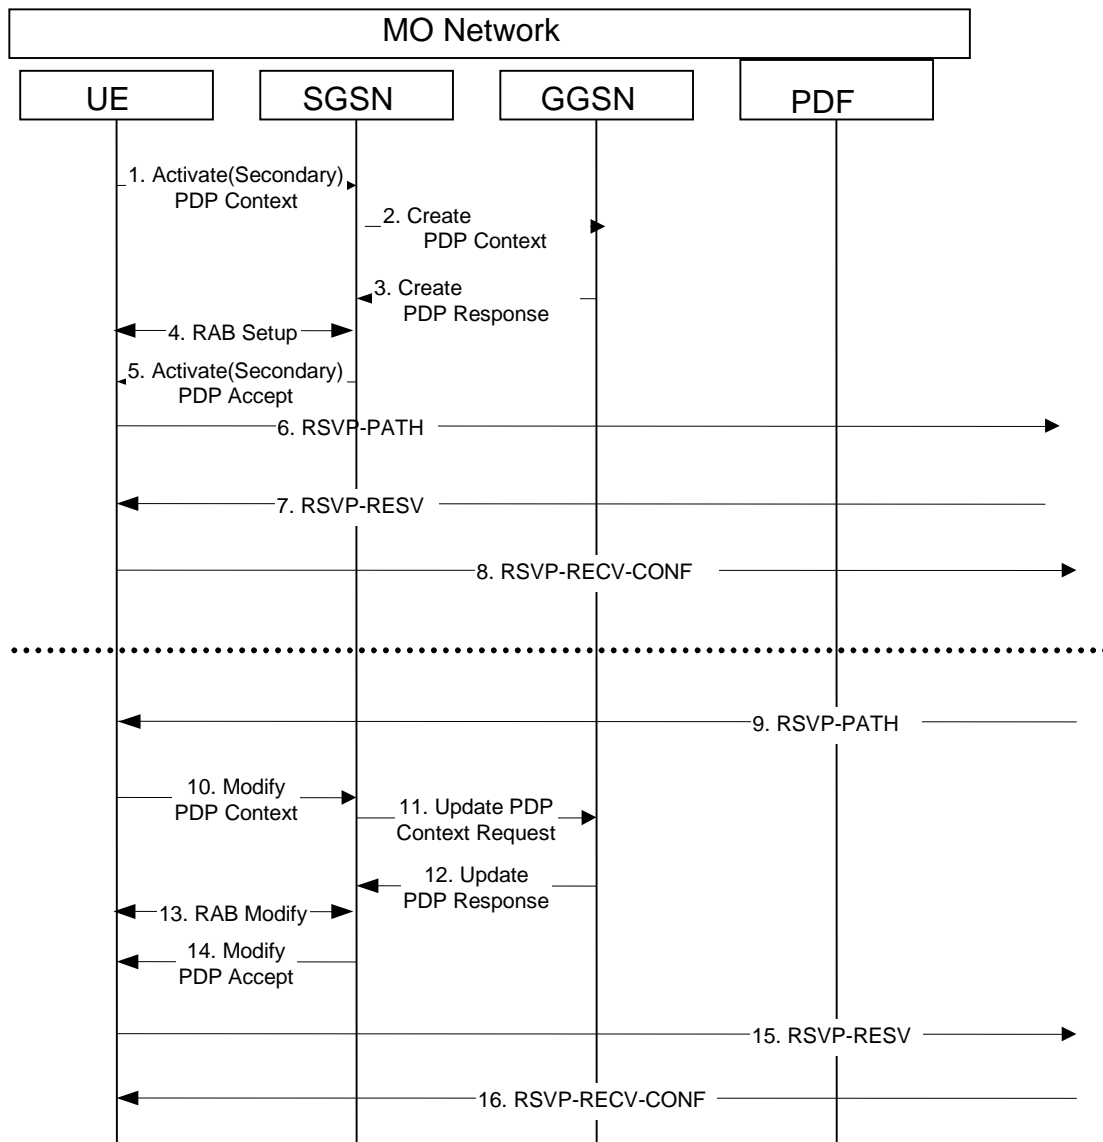 MO Network
UE
SGSN
GGSN
PDF
1. Activate(Secondary)
PDP Context
2. Create
PDP Context
3. Create
PDP Response
4. RAB Setup
5. Activate(Secondary)
PDP Accept
6. RSVP-PATH
7. RSVP-RESV
8. RSVP-RECV-CONF
9. RSVP-PATH
10. Modify
PDP Context
11. Update PDP
Context Request
12. Update
PDP Response
13. RAB Modify
14. Modify
PDP Accept
15. RSVP-RESV
16. RSVP-RECV-CONF